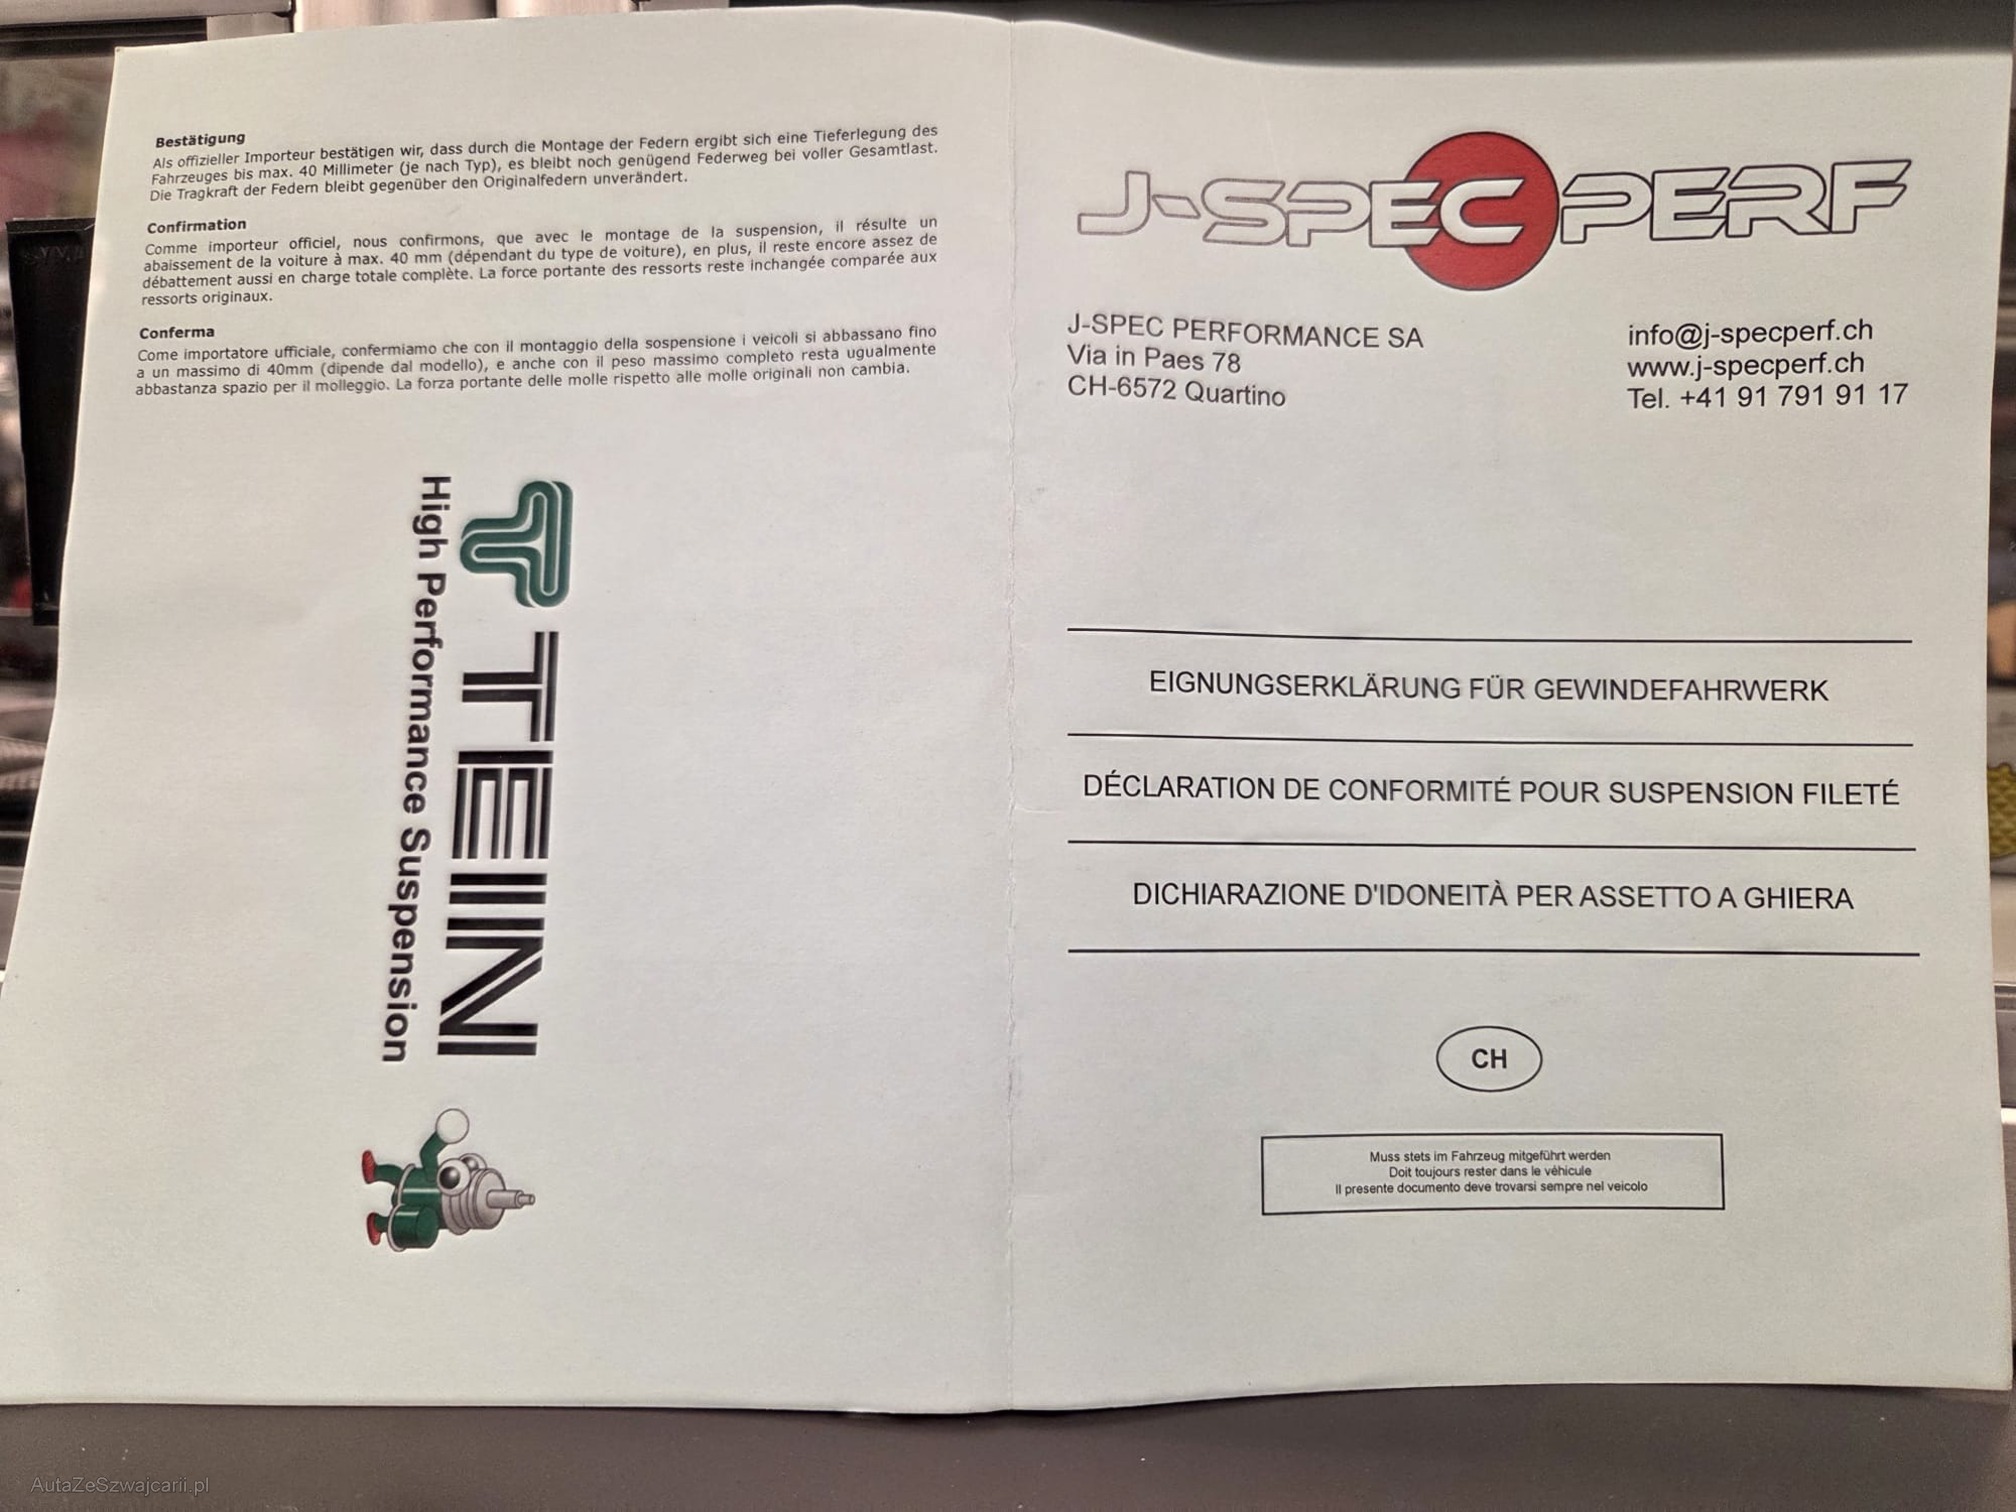 Bestätigung
Als offizieller Importeur bestätigen wir, dass durch die Montage der Federn ergibt sich eine Tieferlegung des
Fahrzeuges bis max. 40 Millimeter (je nach Typ), es bleibt noch genügend Federweg bei voller Gesamtlast.
Die Tragkraft der Federn bleibt gegenüber den Originalfedern unverändert.
Confirmation
Comme importeur officiel, nous confirmons, que avec le montage de la suspension, il résulte un
abaissement de la voiture à max. 40 mm (dépendant du type de voiture), en plus, il reste encore assez de
débattement aussi en charge totale complète. La force portante des ressorts reste inchangée comparée aux
ressorts originaux.
Conferma
Come importatore ufficiale, confermiamo che con il montaggio della sospensione i veicoli si abbassano fino
a un massimo di 40mm (dipende dal modello), e anche con il peso massimo completo resta ugualmente
abbastanza spazio per il molleggio. La forza portante delle molle rispetto alle molle originali non cambia.
TEIN
High Performance Suspension
J-SPEC PERF
J-SPEC PERFORMANCE SA
Via in Paes 78
CH-6572 Quartino
info@j-specperf.ch
www.j-specperf.ch
Tel. +41 91 791 91 17
EIGNUNGSERKLÄRUNG FÜR GEWINDEFAHRWERK
DÉCLARATION DE CONFORMITÉ POUR SUSPENSION FILETÉ
DICHIARAZIONE D'IDONEITÀ PER ASSETTO A GHIERA
CH
Muss stets im Fahrzeug mitgeführt werden
Doit toujours rester dans le véhicule
Il presente documento deve trovarsi sempre nel veicolo
AutaZeSzwajcarii.pl